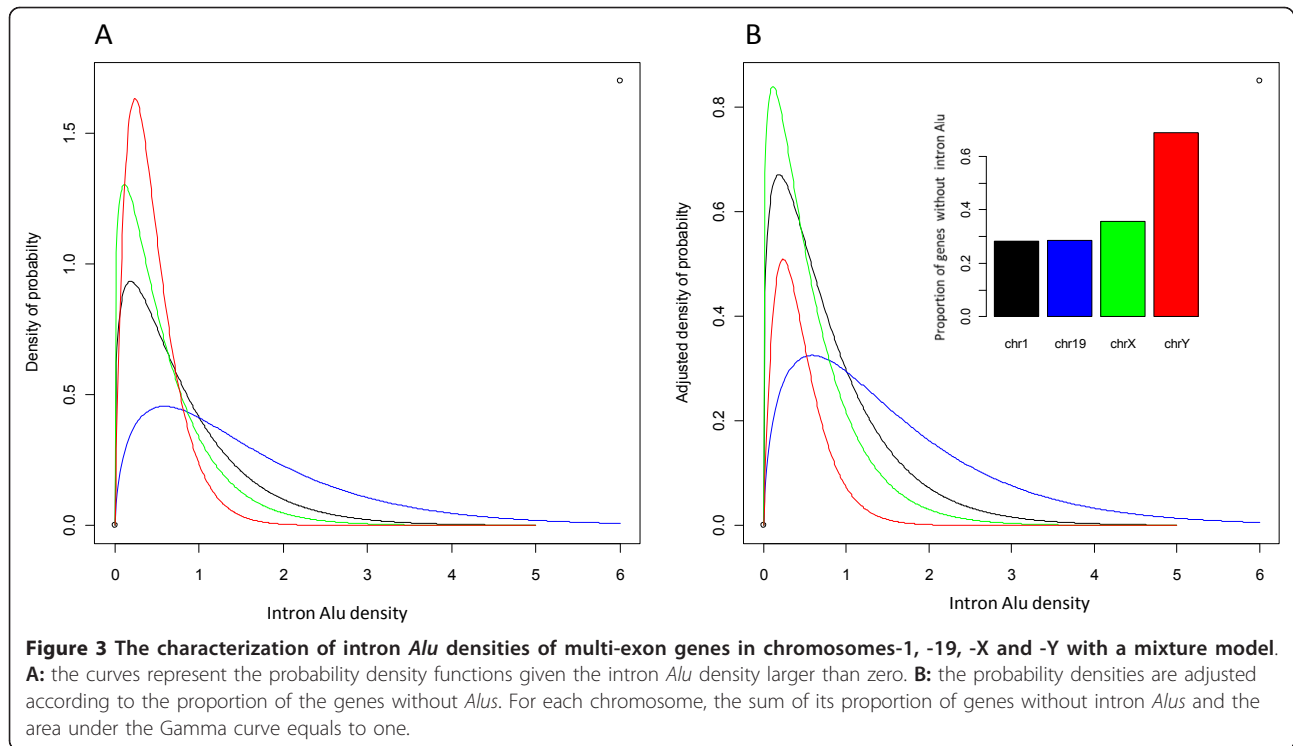 A
B
Density of probabilty
0.0
0.5
1.0
1.5
0
1
2
3
4
5
6
Intron Alu density
Adjusted density of probabilty
0.0
0.2
0.4
0.6
0.8
0
1
2
3
4
5
6
Intron Alu density
Proportion of genes without intron Alu
0.0
0.2
0.4
0.6
chr1
chr19
chrX
chrY
Figure 3 The characterization of intron Alu densities of multi-exon genes in chromosomes-1, -19, -X and -Y with a mixture model.
A: the curves represent the probability density functions given the intron Alu density larger than zero. B: the probability densities are adjusted
according to the proportion of the genes without Alus. For each chromosome, the sum of its proportion of genes without intron Alus and the
area under the Gamma curve equals to one.